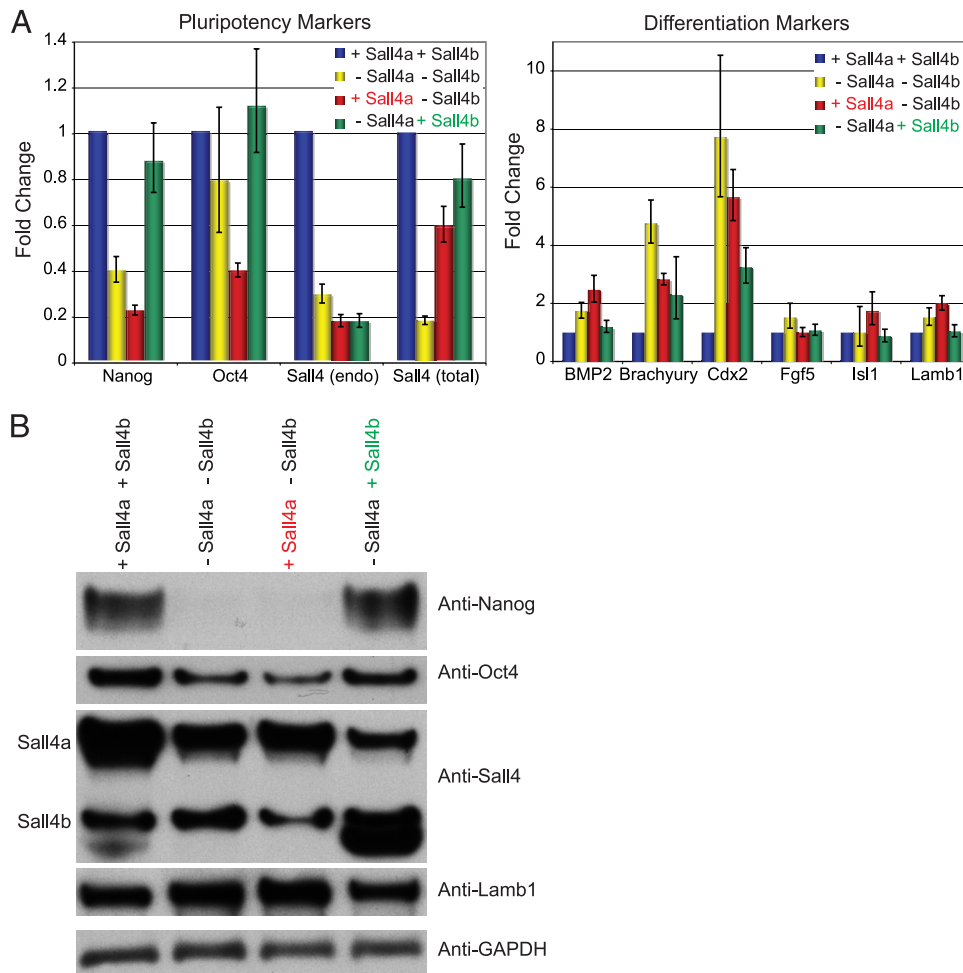 A
Pluripotency Markers
Fold Change
1.4
1.2
1
0.8
0.6
0.4
0.2
0
+ Sall4a + Sall4b
- Sall4a - Sall4b
+ Sall4a - Sall4b
- Sall4a + Sall4b
Nanog Oct4 Sall4 (endo) Sall4 (total)
Differentiation Markers
Fold Change
10
8
6
4
2
0
+ Sall4a + Sall4b
- Sall4a - Sall4b
+ Sall4a - Sall4b
- Sall4a + Sall4b
BMP2 Brachyury Cdx2 Fgf5 Isl1 Lamb1
B
+ Sall4a + Sall4b
- Sall4a - Sall4b
+ Sall4a - Sall4b
- Sall4a + Sall4b
Anti-Nanog
Anti-Oct4
Sall4a
Anti-Sall4
Sall4b
Anti-Lamb1
Anti-GAPDH